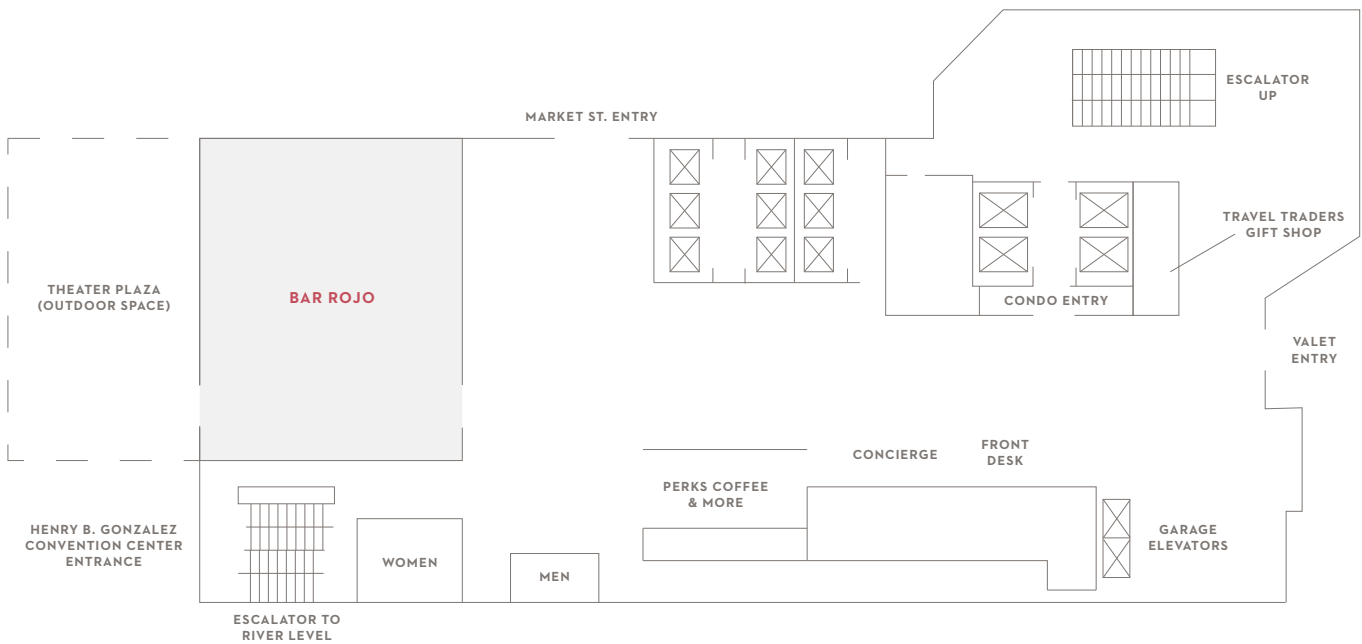 ESCALATOR
UP
MARKET ST. ENTRY
TRAVEL TRADERS
GIFT SHOP
THEATER PLAZA
(OUTDOOR SPACE)
BAR ROJO
CONDO ENTRY
VALET
ENTRY
CONCIERGE
FRONT
DESK
PERKS COFFEE
& MORE
HENRY B. GONZALEZ
CONVENTION CENTER
ENTRANCE
GARAGE
ELEVATORS
WOMEN
MEN
ESCALATOR TO
RIVER LEVEL